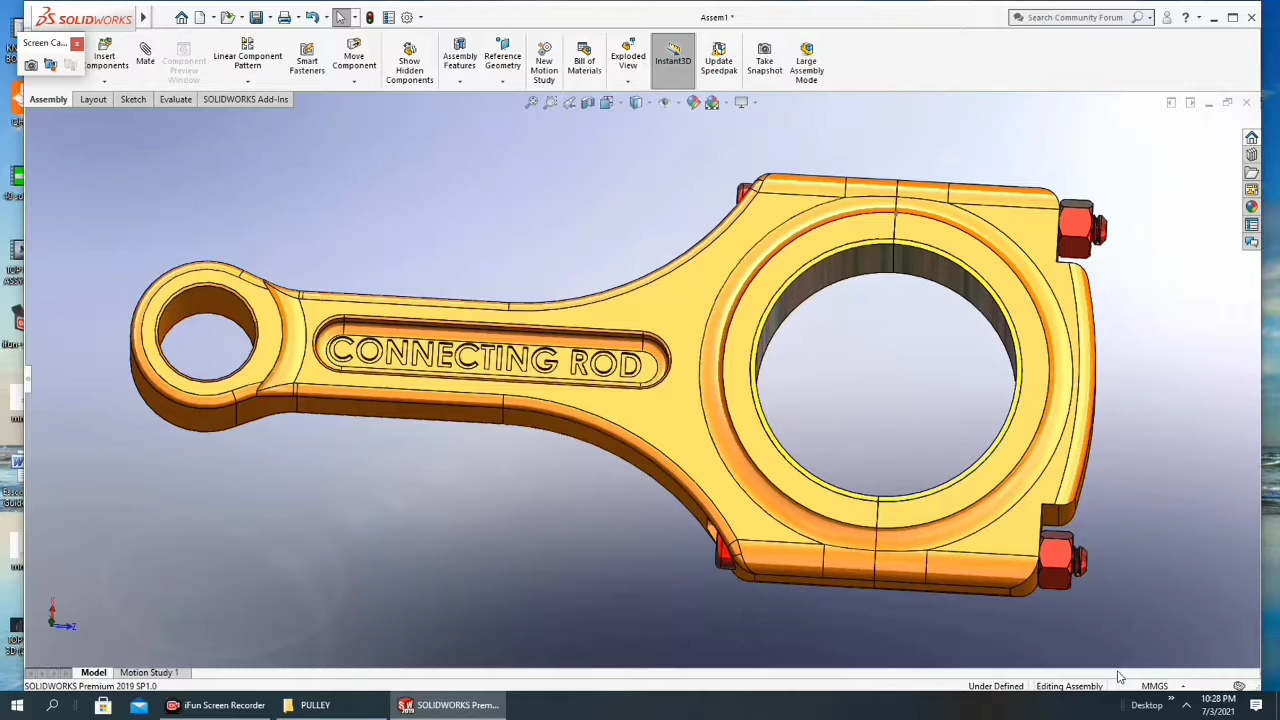 SOLIDWORKS
Assem1 *
Search Community Forum
Screen Ca...
Insert Components
Mate
Component Preview Window
Linear Component Pattern
Smart Fasteners
Move Component
Show Hidden Components
Assembly Features
Reference Geometry
New Motion Study
Bill of Materials
Exploded View
Instant3D
Update Speedpak
Take Snapshot
Large Assembly Mode
Assembly
Layout
Sketch
Evaluate
SOLIDWORKS Add-Ins
CONNECTING ROD
Z
Model
Motion Study 1
SOLIDWORKS Premium 2019 SP1.0
Under Defined
Editing Assembly
MMGS
iFun Screen Recorder
PULLEY
SOLIDWORKS Prem...
Desktop
10:28 PM
7/3/2021